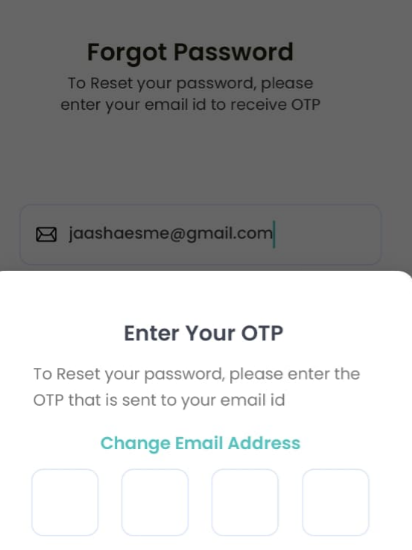 Forgot Password
To Reset your password, please
enter your email id to receive OTP
jaashaesme@gmail.com
Enter Your OTP
To Reset your password, please enter the
OTP that is sent to your email id
Change Email Address